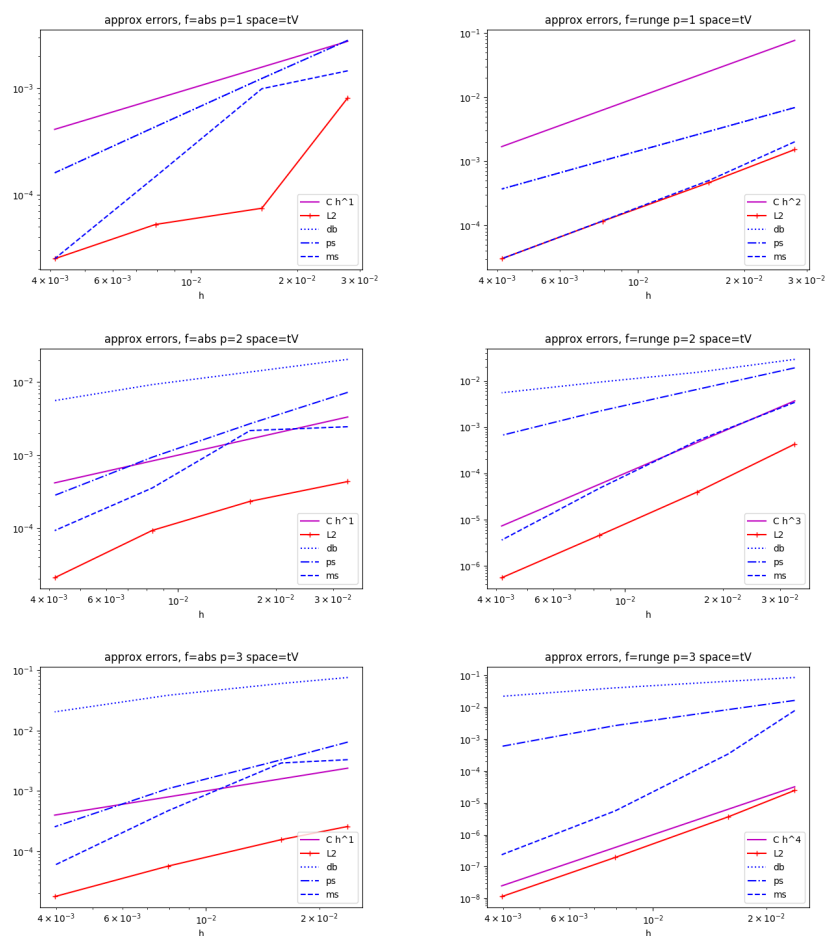 approx errors, f=abs p=1 space=tV
10⁻³
10⁻⁴
C h^1
L2
db
ps
ms
4 × 10⁻³
6 × 10⁻³
10⁻²
2 × 10⁻²
3 × 10⁻²
h
approx errors, f=runge p=1 space=tV
10⁻¹
10⁻²
10⁻³
10⁻⁴
C h^2
L2
db
ps
ms
4 × 10⁻³
6 × 10⁻³
10⁻²
2 × 10⁻²
3 × 10⁻²
h
approx errors, f=abs p=2 space=tV
10⁻²
10⁻³
10⁻⁴
C h^1
L2
db
ps
ms
4 × 10⁻³
6 × 10⁻³
10⁻²
2 × 10⁻²
3 × 10⁻²
h
approx errors, f=runge p=2 space=tV
10⁻²
10⁻³
10⁻⁴
10⁻⁵
10⁻⁶
C h^3
L2
db
ps
ms
4 × 10⁻³
6 × 10⁻³
10⁻²
2 × 10⁻²
3 × 10⁻²
h
approx errors, f=abs p=3 space=tV
10⁻¹
10⁻²
10⁻³
10⁻⁴
C h^1
L2
db
ps
ms
4 × 10⁻³
6 × 10⁻³
10⁻²
2 × 10⁻²
h
approx errors, f=runge p=3 space=tV
10⁻¹
10⁻²
10⁻³
10⁻⁴
10⁻⁵
10⁻⁶
10⁻⁷
10⁻⁸
C h^4
L2
db
ps
ms
4 × 10⁻³
6 × 10⁻³
10⁻²
2 × 10⁻²
h